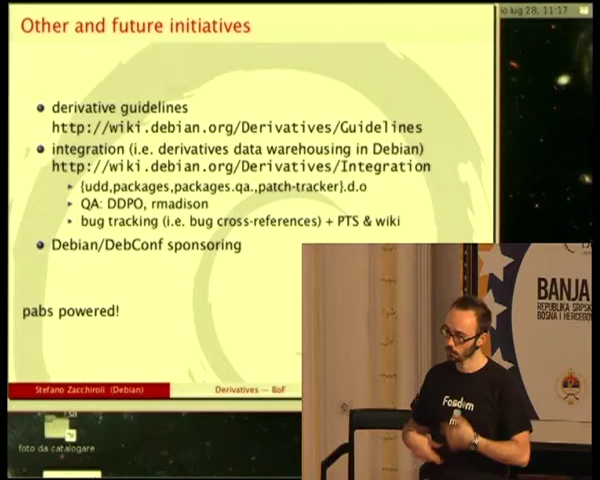 Other and future initiatives
io lug 28, 11:17
derivative guidelines
http://wiki.debian.org/Derivatives/Guidelines
integration (i.e. derivatives data warehousing in Debian)
http://wiki.debian.org/Derivatives/Integration
{udd,packages,packages.qa.,patch-tracker}.d.o
QA: DDPO, rmadison
bug tracking (i.e. bug cross-references) + PTS & wiki
Debian/DebConf sponsoring
pabs powered!
Stefano Zacchiroli (Debian)
Derivatives — BoF
foto da catalogare
BANJA
REPUBLIKA SRPSK
BOSNA I HERCEGOV